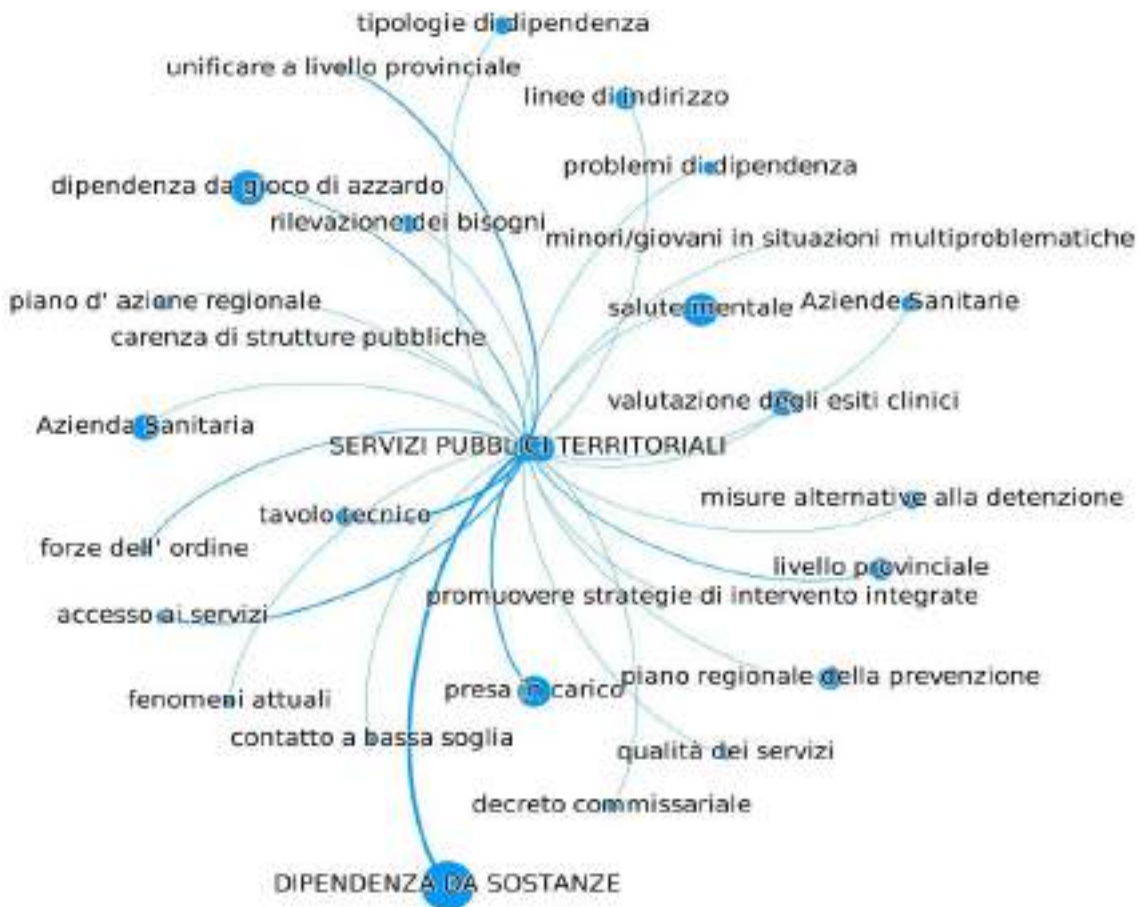 tipologie di dipendenza
unificare a livello provinciale
linee di indirizzo
problemi di dipendenza
dipendenza da gioco di azzardo
rilevazione dei bisogni
minori/giovani in situazioni multiproblematiche
piano d' azione regionale
salute mentale
Aziende Sanitarie
carenza di strutture pubbliche
valutazione degli esiti clinici
Azienda Sanitaria
SERVIZI PUBBLICI TERRITORIALI
misure alternative alla detenzione
tavolo tecnico
forze dell' ordine
livello provinciale
promuovere strategie di intervento integrate
accesso ai servizi
piano regionale della prevenzione
presa in carico
fenomeni attuali
contatto a bassa soglia
qualità dei servizi
decreto commissariale
DIPENDENZA DA SOSTANZE